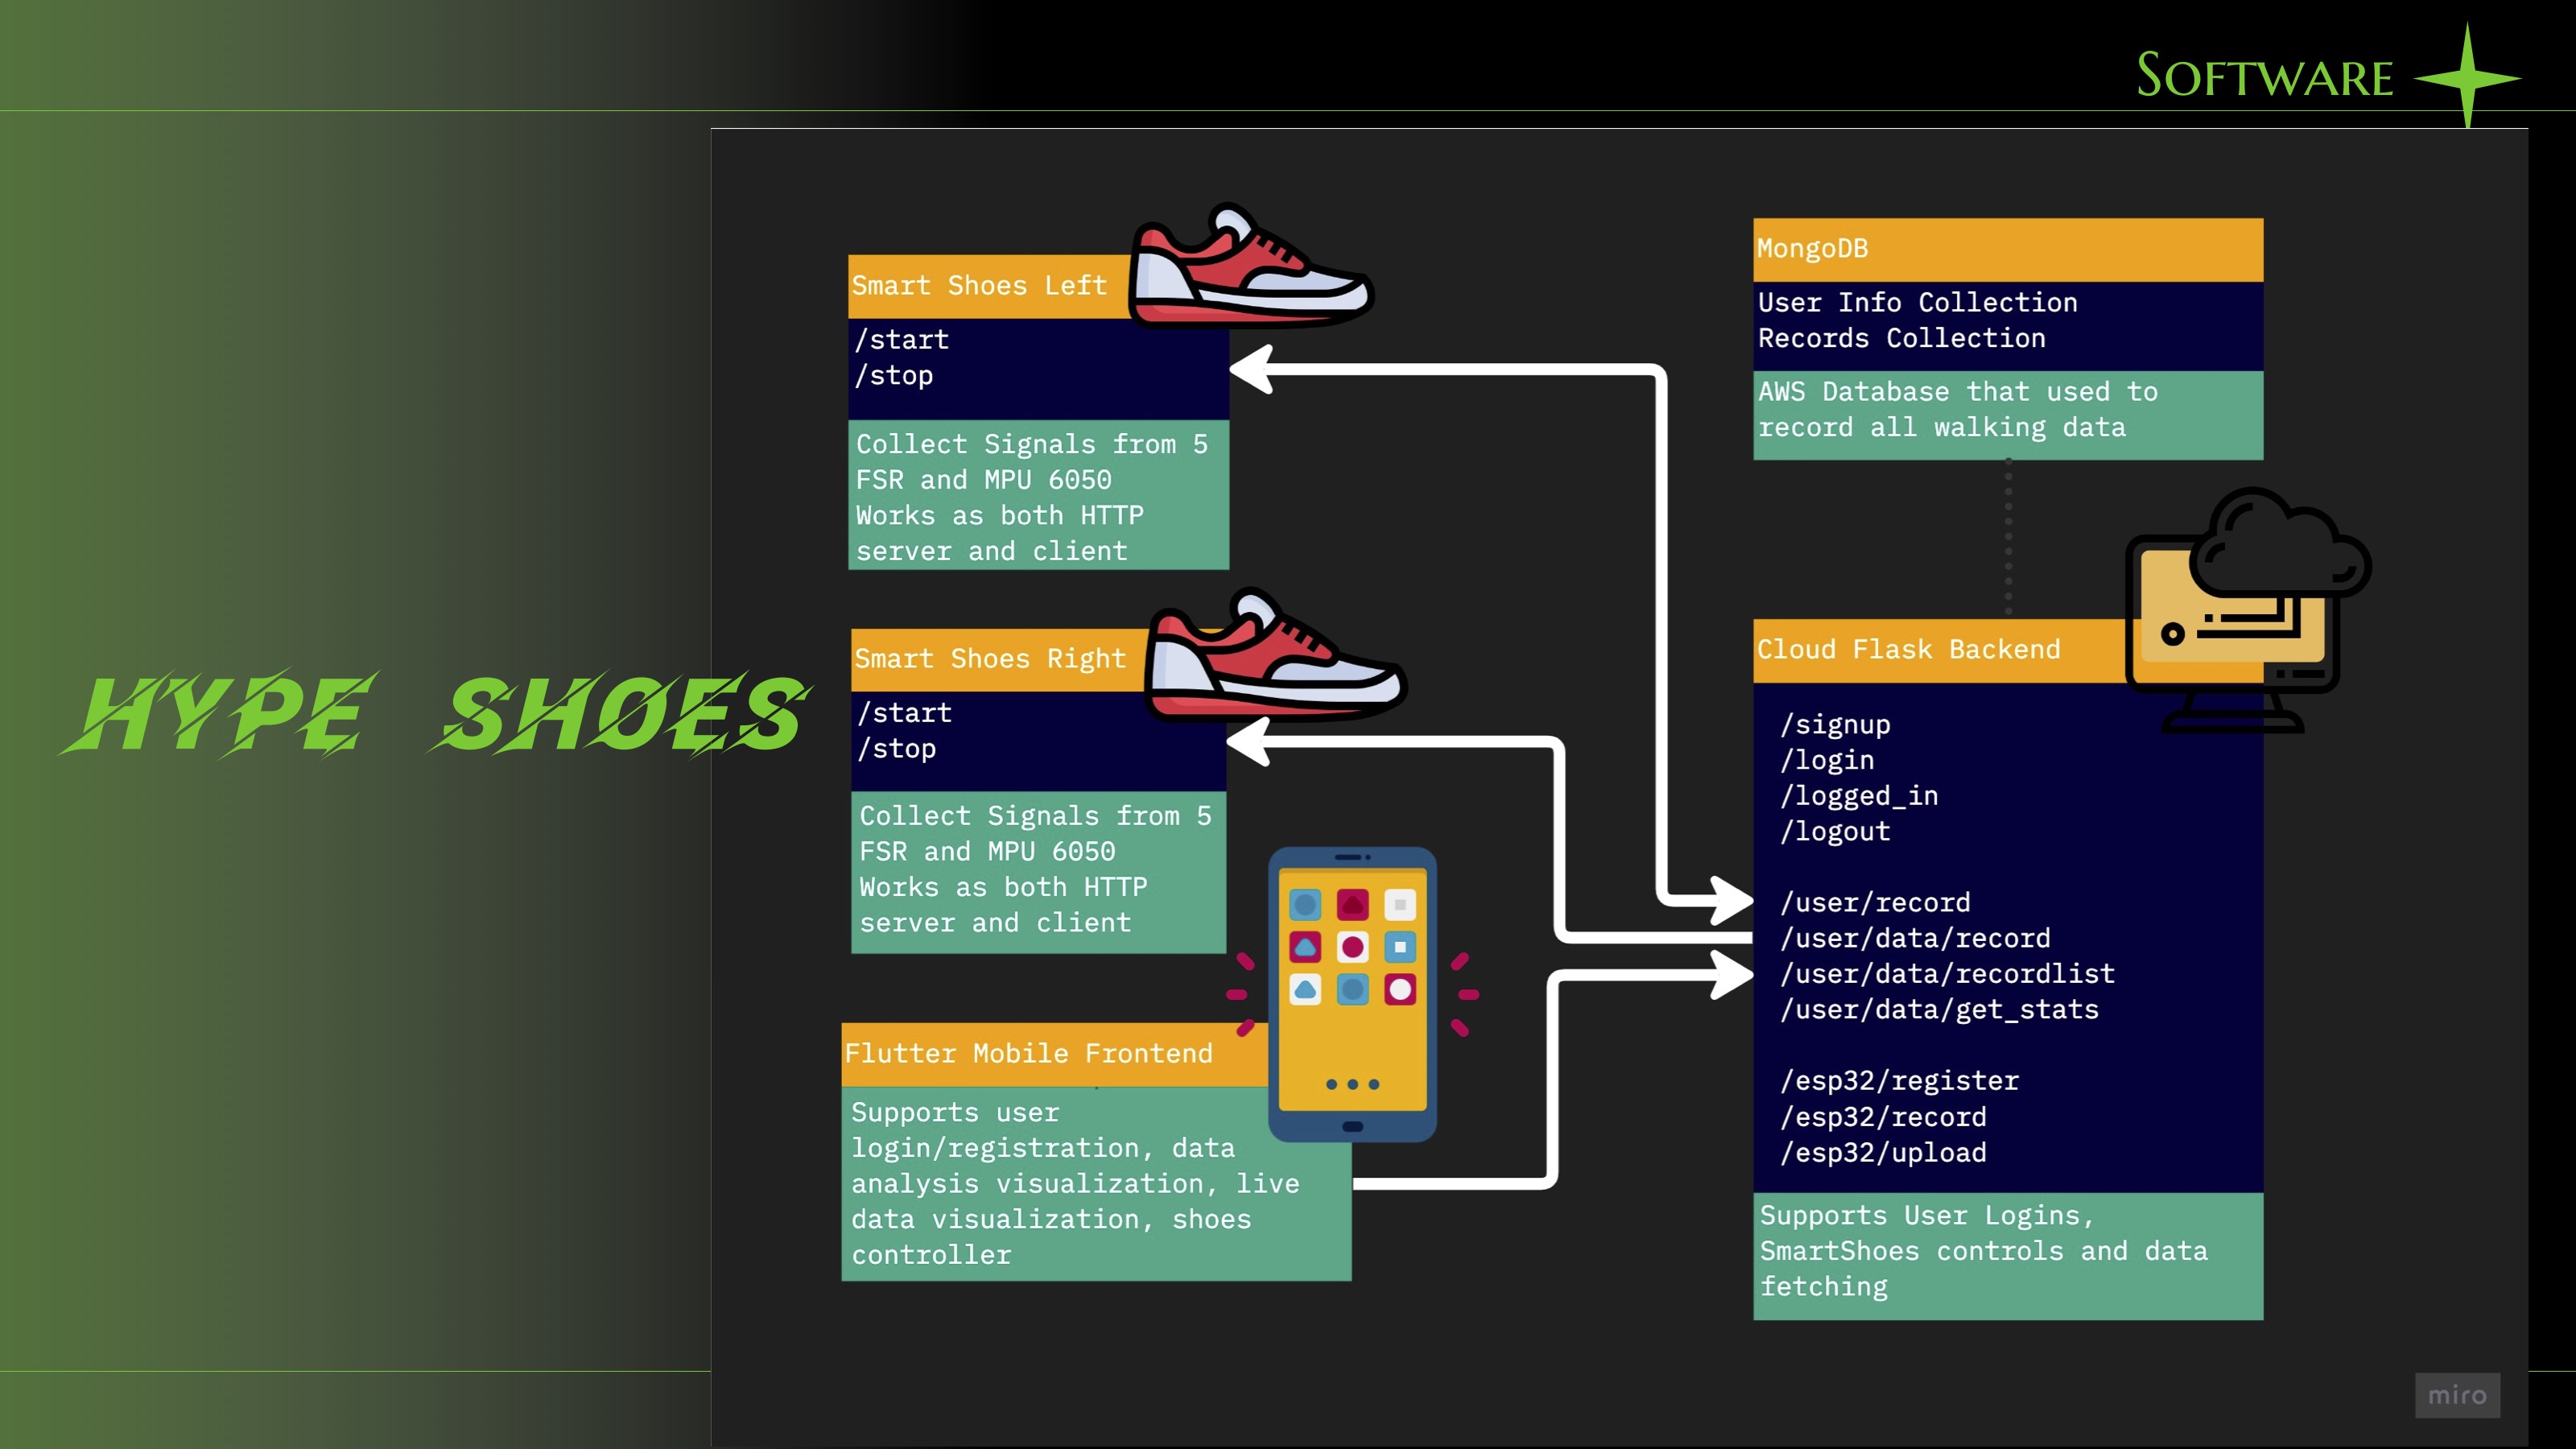 Software
HYPE SHOES
Smart Shoes Left
/start
/stop
Collect Signals from 5
FSR and MPU 6050
Works as both HTTP
server and client
Smart Shoes Right
/start
/stop
Collect Signals from 5
FSR and MPU 6050
Works as both HTTP
server and client
Flutter Mobile Frontend
Supports user
login/registration, data
analysis visualization, live
data visualization, shoes
controller
MongoDB
User Info Collection
Records Collection
AWS Database that used to
record all walking data
Cloud Flask Backend
/signup
/login
/logged_in
/logout
/user/record
/user/data/record
/user/data/recordlist
/user/data/get_stats
/esp32/register
/esp32/record
/esp32/upload
Supports User Logins,
SmartShoes controls and data
fetching
miro